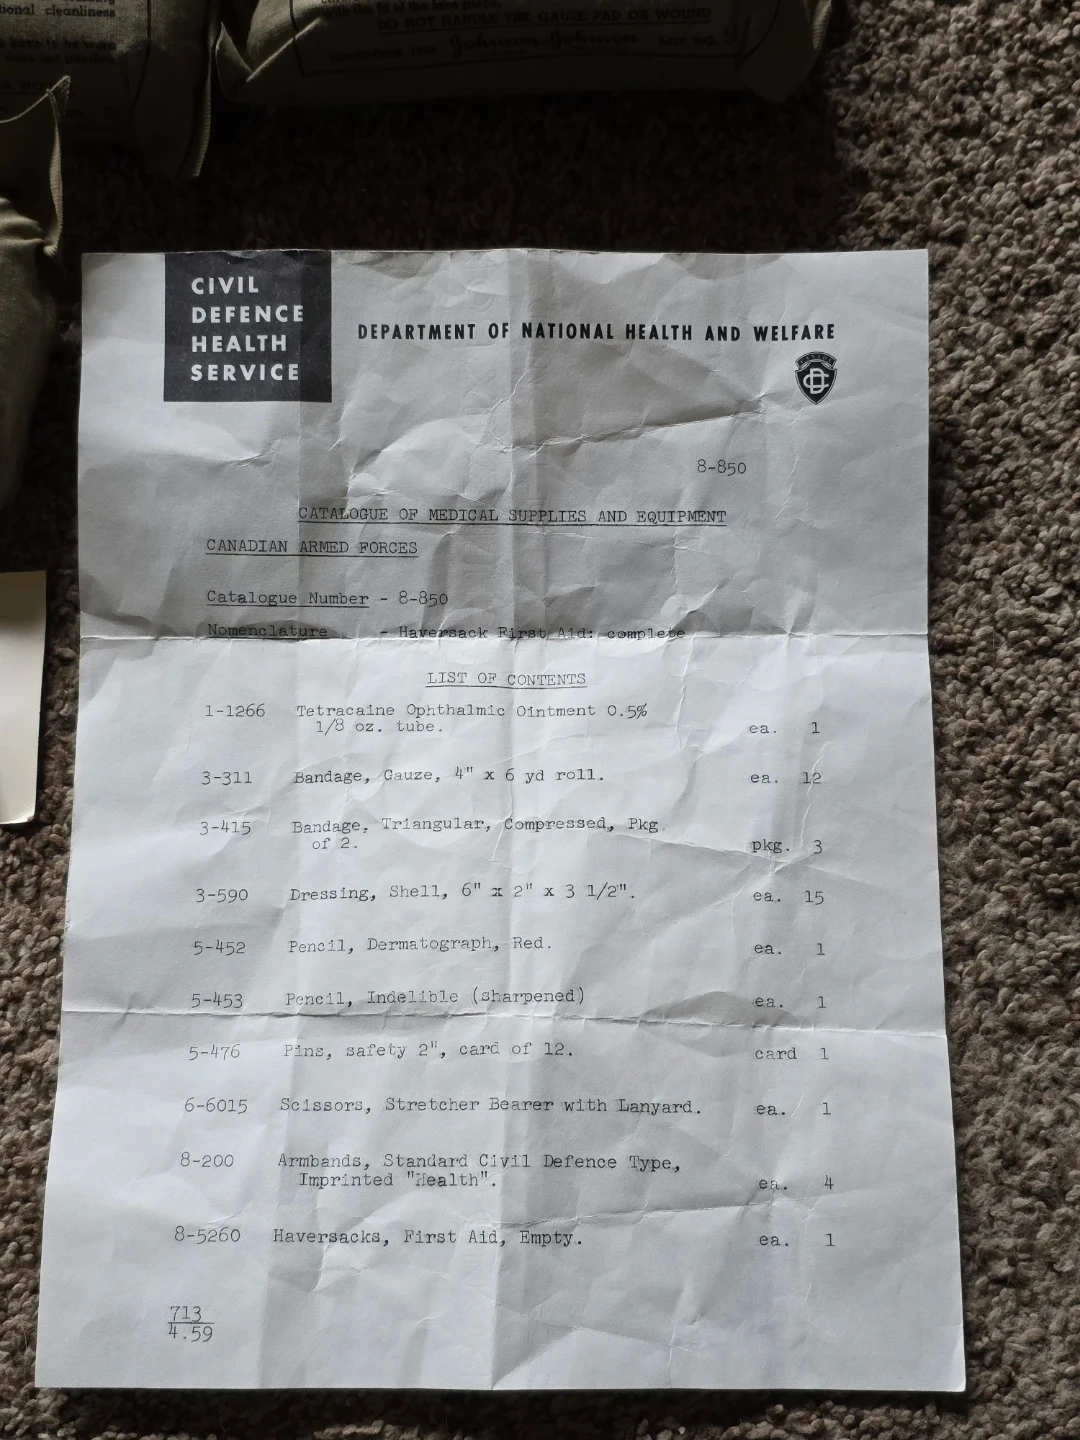 tional cleanliness
DO NOT HANDLE THE GAUZE PAD OR WOUND
Johnson & Johnson LOT NO.
CIVIL
DEFENCE
HEALTH
SERVICE
DEPARTMENT OF NATIONAL HEALTH AND WELFARE
8-850
CATALOGUE OF MEDICAL SUPPLIES AND EQUIPMENT
CANADIAN ARMED FORCES
Catalogue Number - 8-850
Nomenclature - Haversack First Aid: complete
LIST OF CONTENTS
1-1266 Tetracaine Ophthalmic Ointment 0.5%
1/8 oz. tube. ea. 1
3-311 Bandage, Gauze, 4" x 6 yd roll. ea. 12
3-415 Bandage, Triangular, Compressed, Pkg.
of 2. pkg. 3
3-590 Dressing, Shell, 6" x 2" x 3 1/2". ea. 15
5-452 Pencil, Dermatograph, Red. ea. 1
5-453 Pencil, Indelible (sharpened) ea. 1
5-476 Pins, safety 2", card of 12. card 1
6-6015 Scissors, Stretcher Bearer with Lanyard. ea. 1
8-200 Armbands, Standard Civil Defence Type,
Imprinted "Health". ea. 4
8-5260 Haversacks, First Aid, Empty. ea. 1
713
4.59